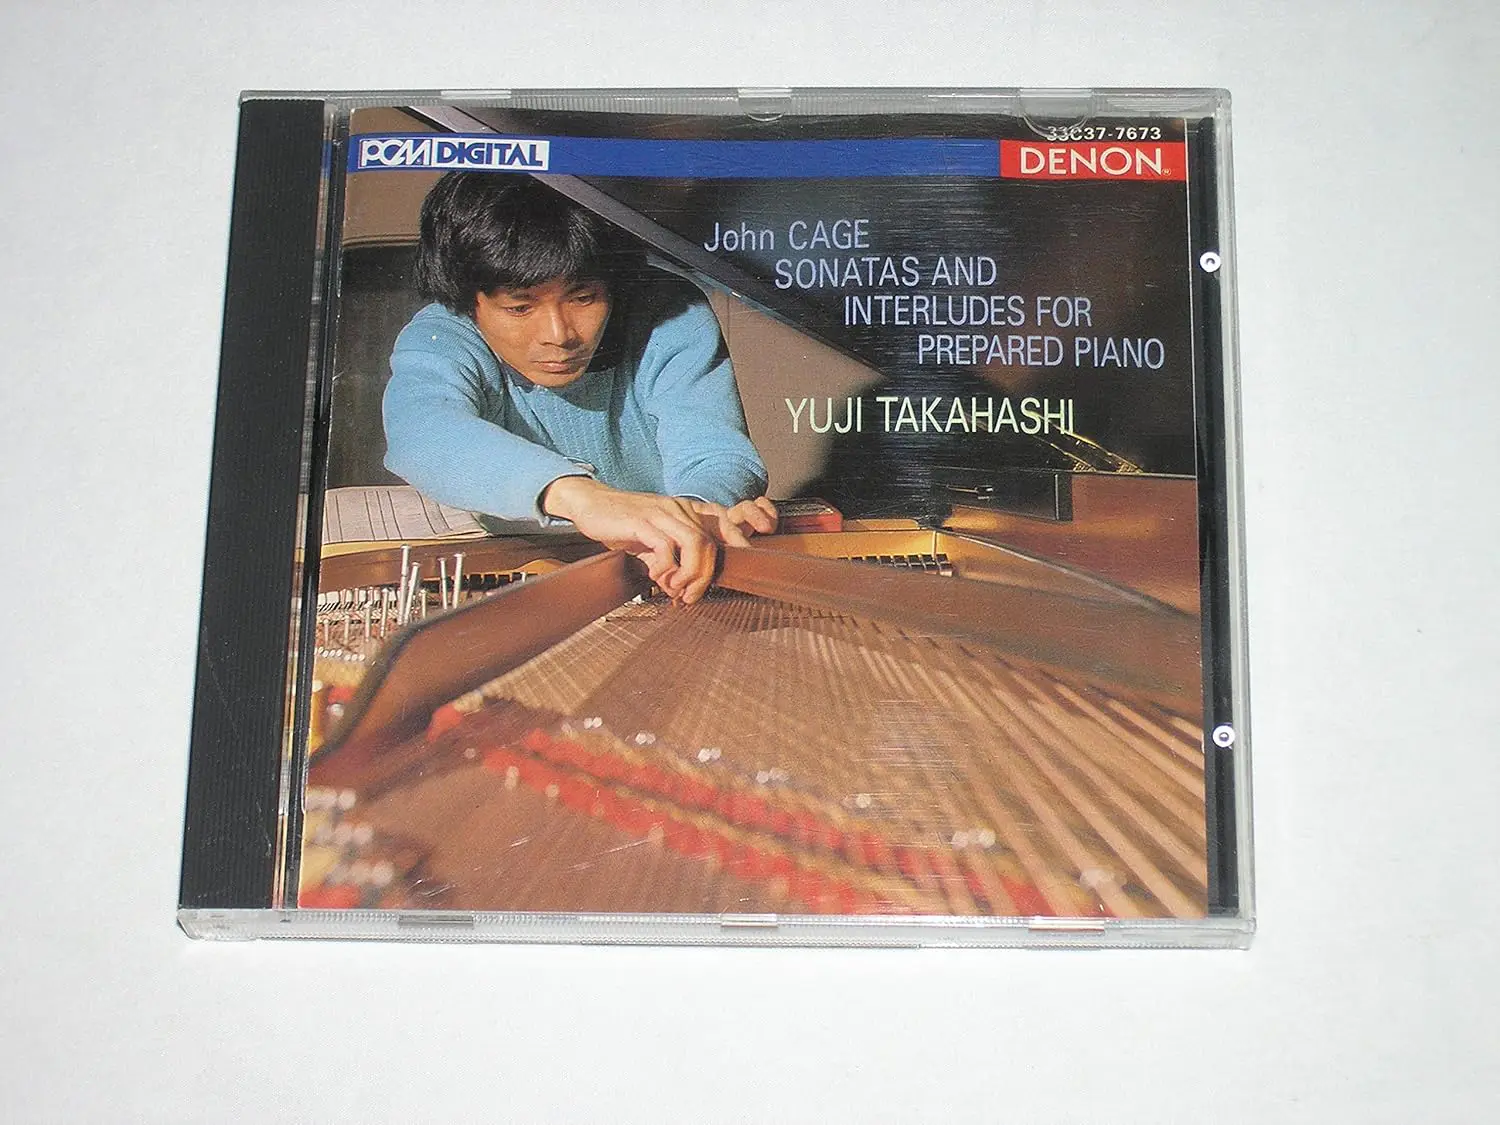 33C37-7673
PCM DIGITAL
DENON®
John CAGE
SONATAS AND
INTERLUDES FOR
PREPARED PIANO
YUJI TAKAHASHI